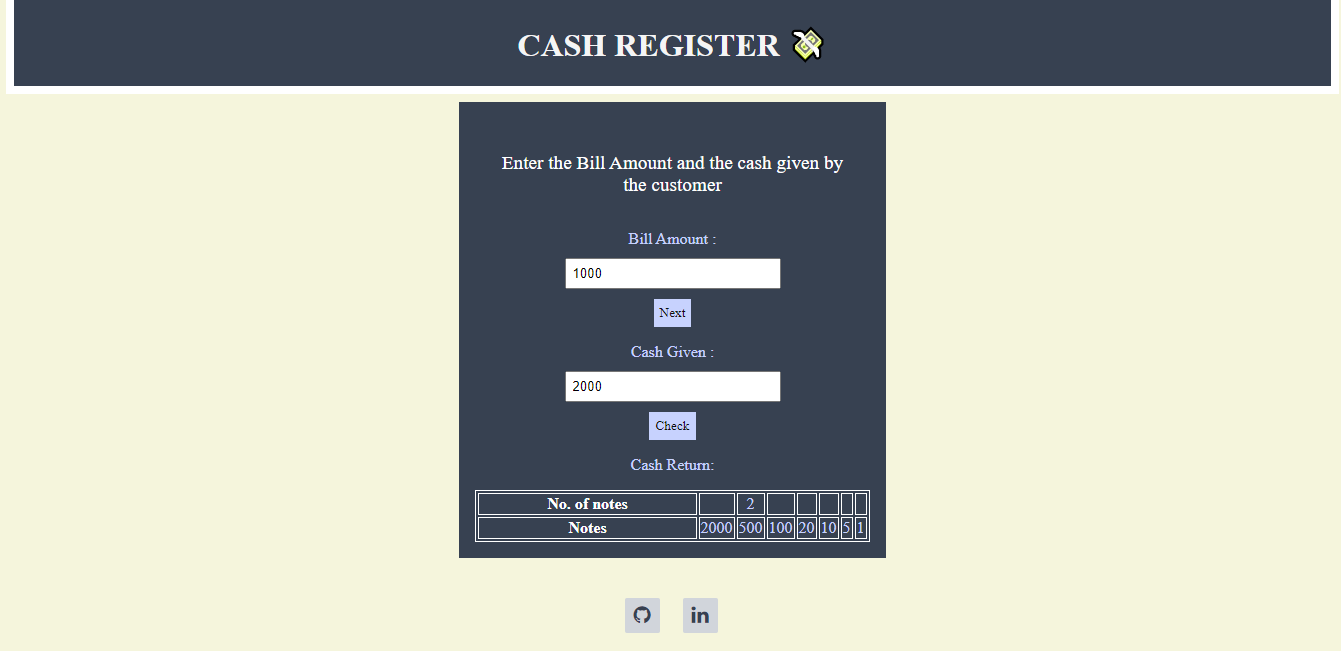 CASH REGISTER 💸
Enter the Bill Amount and the cash given by
the customer
Bill Amount :
1000
Next
Cash Given :
2000
Check
Cash Return:
No. of notes 2
Notes 2000 500 100 20 10 5 1
in